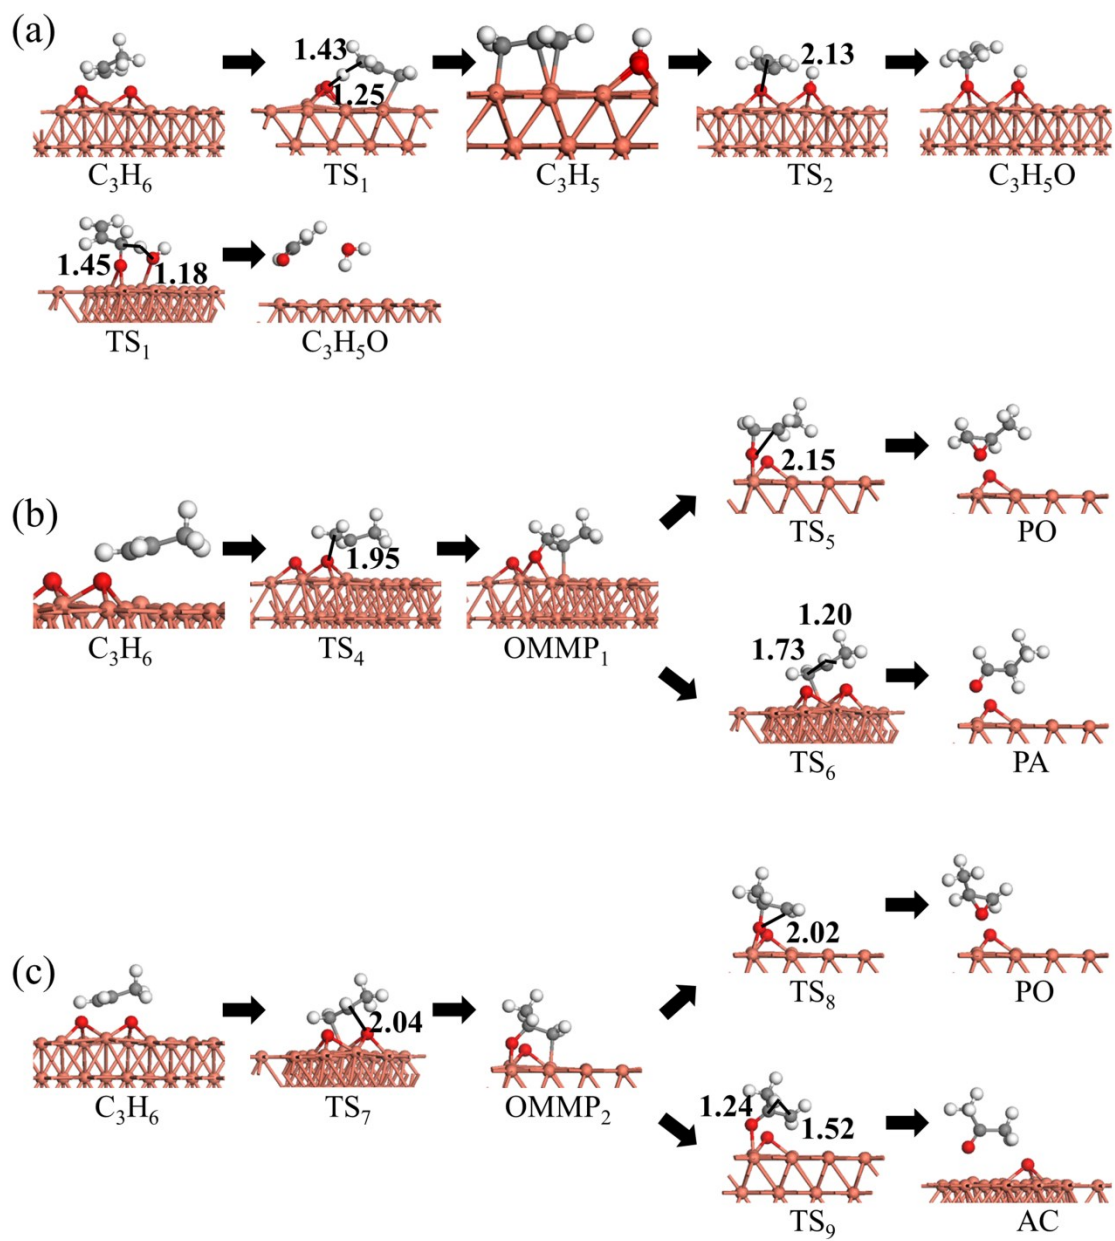 (a)
1.43
1.25
2.13
C₃H₆
TS₁
C₃H₅
TS₂
C₃H₅O
1.45
1.18
TS₁
C₃H₅O
(b)
2.15
TS₅
PO
1.95
C₃H₆
TS₄
OMMP₁
1.20
1.73
TS₆
PA
(c)
2.02
TS₈
PO
2.04
C₃H₆
TS₇
OMMP₂
1.24
1.52
TS₉
AC